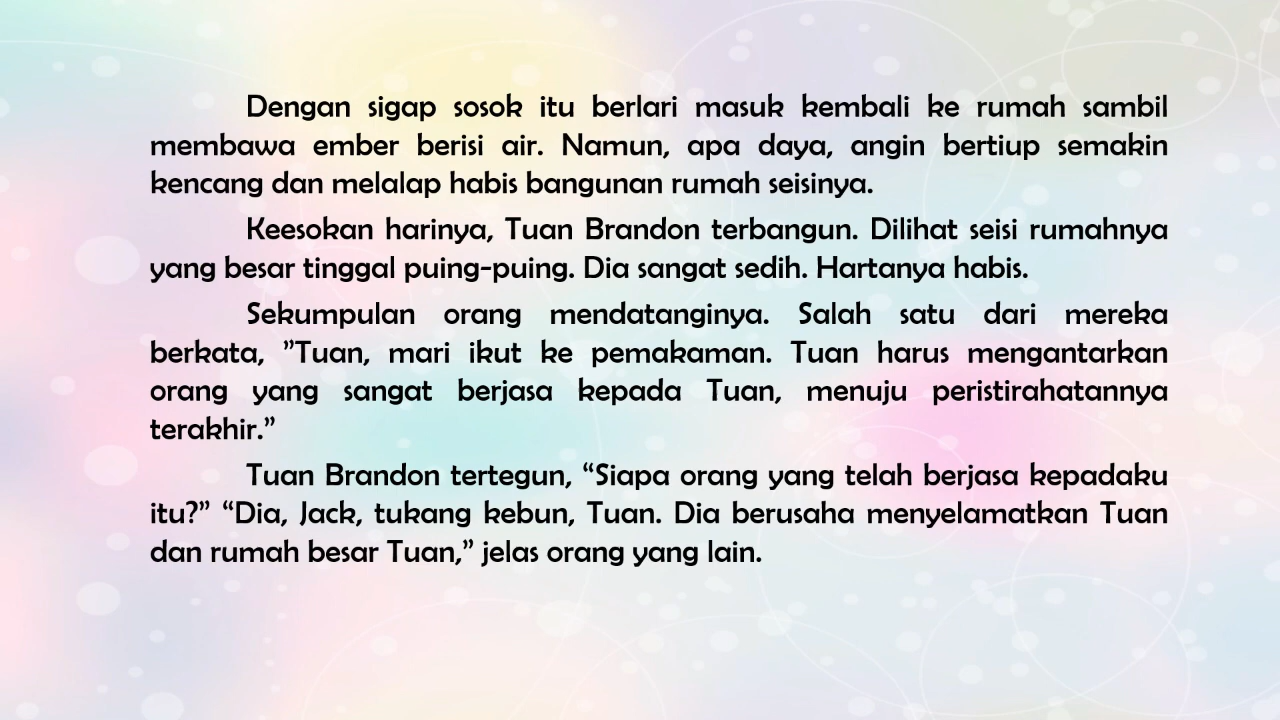 Dengan sigap sosok itu berlari masuk kembali ke rumah sambil
membawa ember berisi air. Namun, apa daya, angin bertiup semakin
kencang dan melalap habis bangunan rumah seisinya.
Keesokan harinya, Tuan Brandon terbangun. Dilihat seisi rumahnya
yang besar tinggal puing-puing. Dia sangat sedih. Hartanya habis.
Sekumpulan orang mendatanginya. Salah satu dari mereka
berkata, ”Tuan, mari ikut ke pemakaman. Tuan harus mengantarkan
orang yang sangat berjasa kepada Tuan, menuju peristirahatannya
terakhir.”
Tuan Brandon tertegun, “Siapa orang yang telah berjasa kepadaku
itu?” “Dia, Jack, tukang kebun, Tuan. Dia berusaha menyelamatkan Tuan
dan rumah besar Tuan,” jelas orang yang lain.